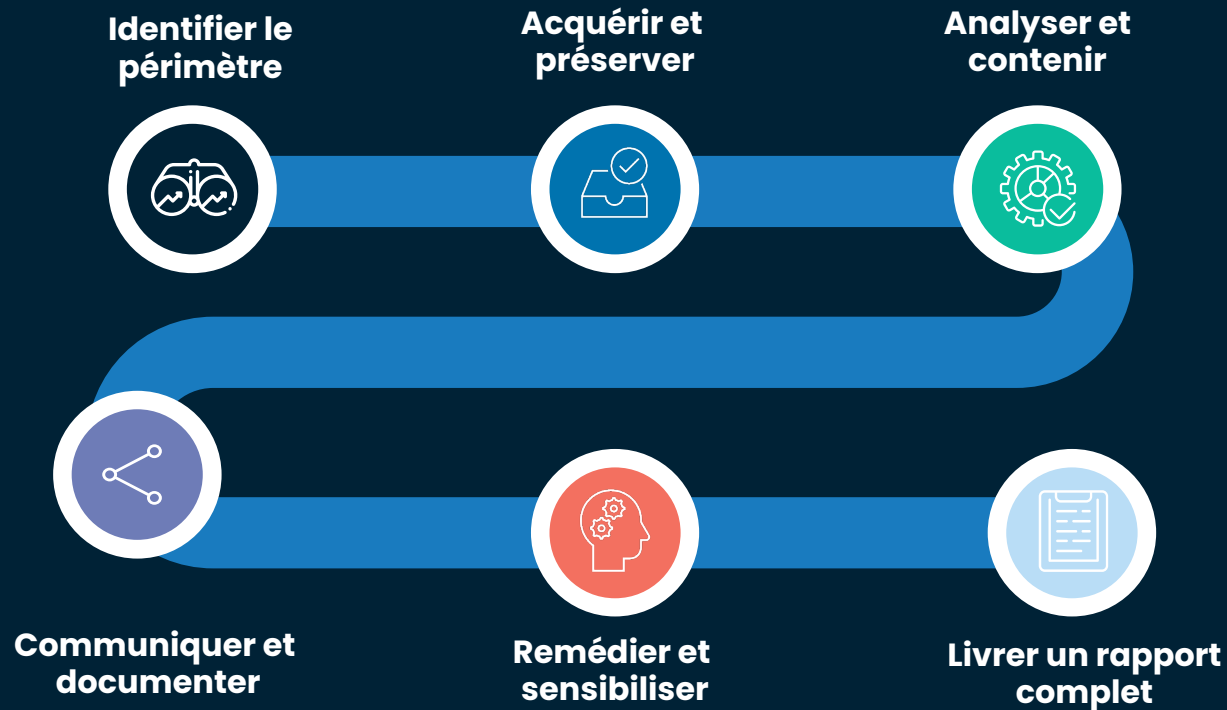 Identifier le
périmètre
Acquérir et
préserver
Analyser et
contenir
Communiquer et
documenter
Remédier et
sensibiliser
Livrer un rapport
complet